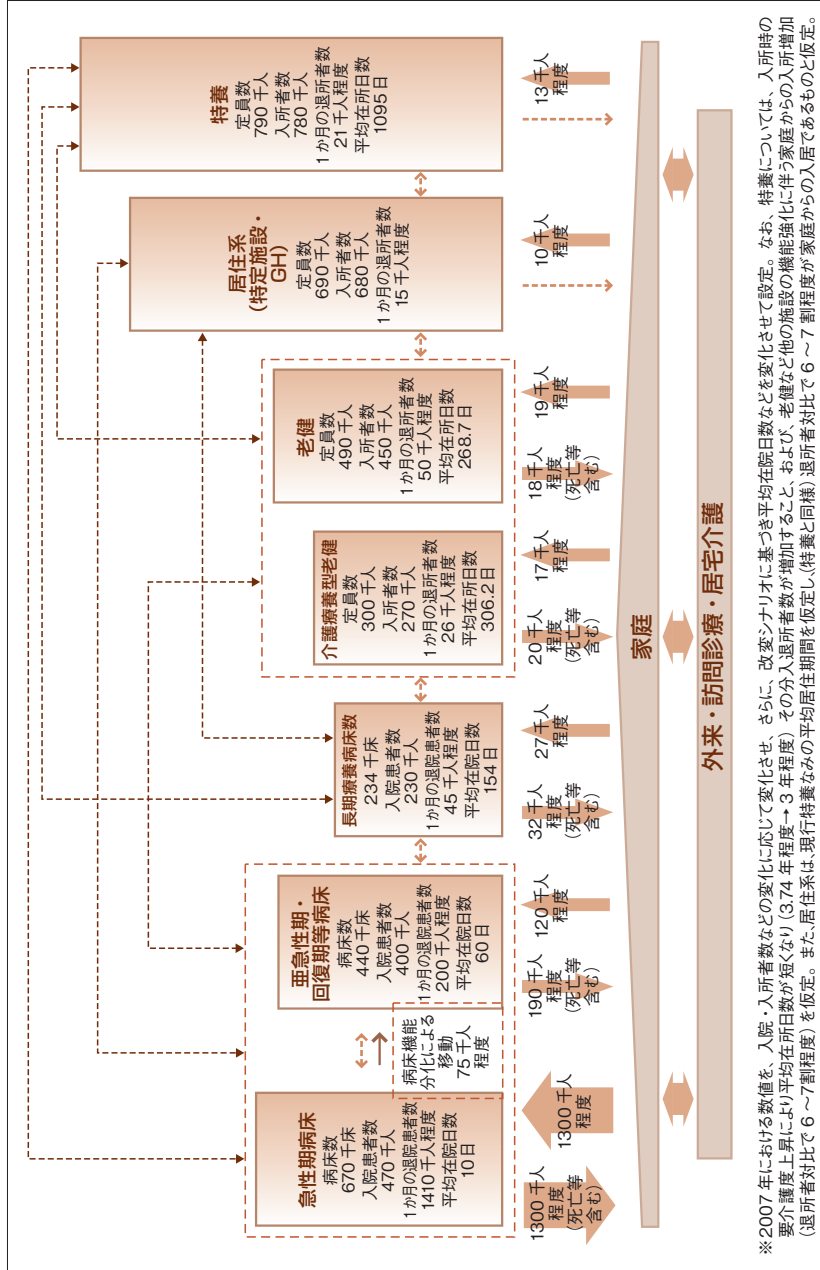 急性期病床
病床数
670千床
入院患者数
470千人
1か月の退院患者数
1410千人程度
平均在院日数
10日
病床機能
分化による
移動
75千人
程度
亜急性期・
回復期等病床
病床数
440千床
入院患者数
400千人
1か月の退院患者数
200千人程度
平均在院日数
60日
長期療養病床数
234千床
入院患者数
230千人
1か月の退院患者数
45千人程度
平均在院日数
154日
介護療養型老健
定員数
300千人
入所者数
270千人
1か月の退所者数
26千人程度
平均在所日数
306.2日
老健
定員数
490千人
入所者数
450千人
1か月の退所者数
50千人程度
平均在所日数
268.7日
居住系
(特定施設・
GH)
定員数
690千人
入所者数
680千人
1か月の退所者数
15千人程度
特養
定員数
790千人
入所者数
780千人
1か月の退所者数
21千人程度
平均在所日数
1095日
1300千人
程度
(死亡等
含む)
1300千人
程度
190千人
程度
(死亡等
含む)
120千人
程度
32千人
程度
(死亡等
含む)
27千人
程度
20千人
程度
(死亡等
含む)
17千人
程度
18千人
程度
(死亡等
含む)
19千人
程度
10千人
程度
13千人
程度
家庭
外来・訪問診療・居宅介護
※2007年における数値を、入院・入所者数などの変化に応じて変化させ、さらに、改変シナリオに基づき平均在院日数などを変化させて設定。なお、特養については、入所時の
要介護度上昇により平均在所日数が短くなり(3.74年程度→3年程度)その分入退所者数が増加すること、および、老健など他の施設の機能強化に伴う家庭からの入所増加
(退所者対比で6〜7割程度)を仮定。また、居住系は、現行特養なみの平均居住期間を仮定し、(特養と同様)退所者対比で6〜7割程度が家庭からの入居であるものと仮定。